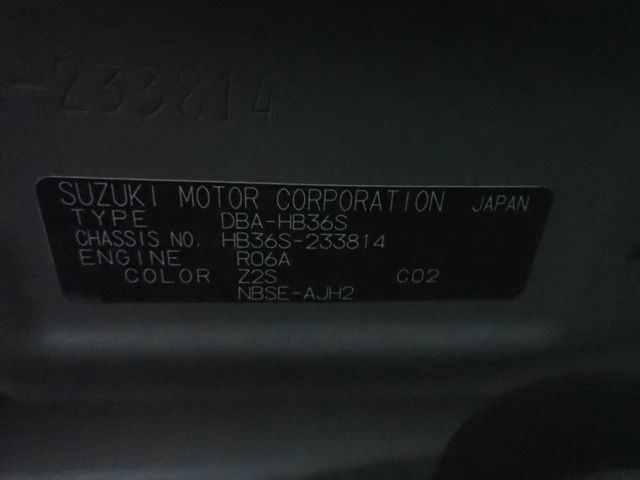 -233814
SUZUKI MOTOR CORPORATION JAPAN
TYPE DBA-HB36S
CHASSIS NO. HB36S-233814
ENGINE R06A
COLOR Z2S C02
NBSE-AJH2